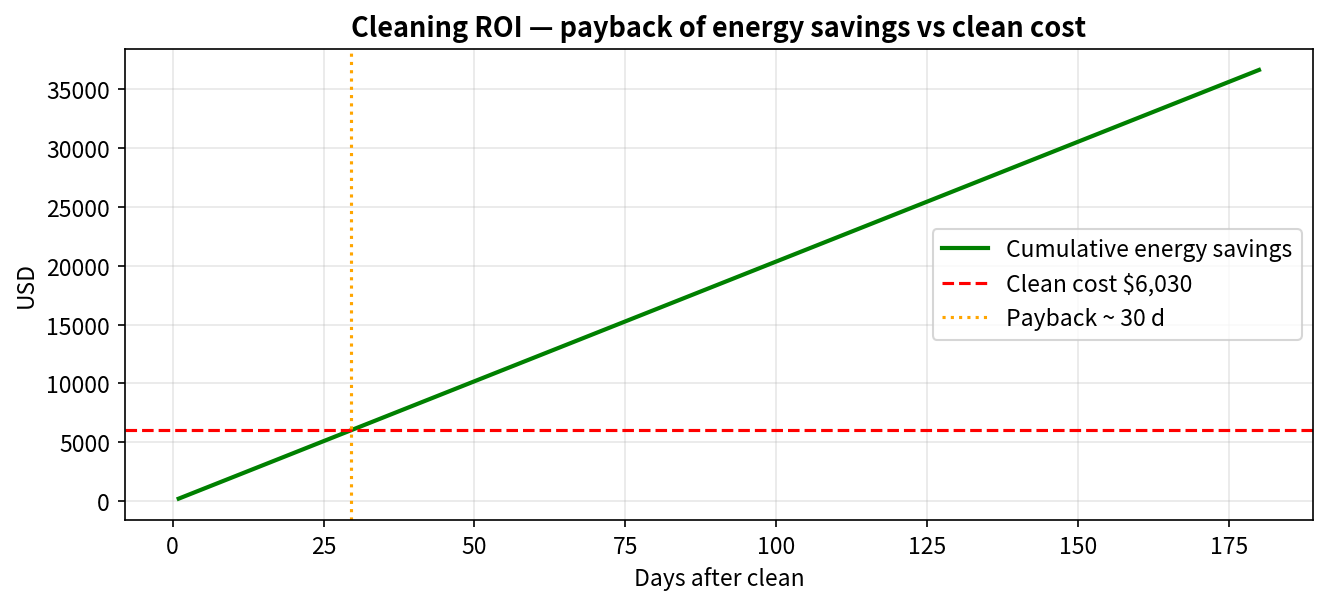 Cleaning ROI — payback of energy savings vs clean cost
USD
35000
30000
25000
20000
15000
10000
5000
0
Cumulative energy savings
Clean cost $6,030
Payback ~ 30 d
0 25 50 75 100 125 150 175
Days after clean